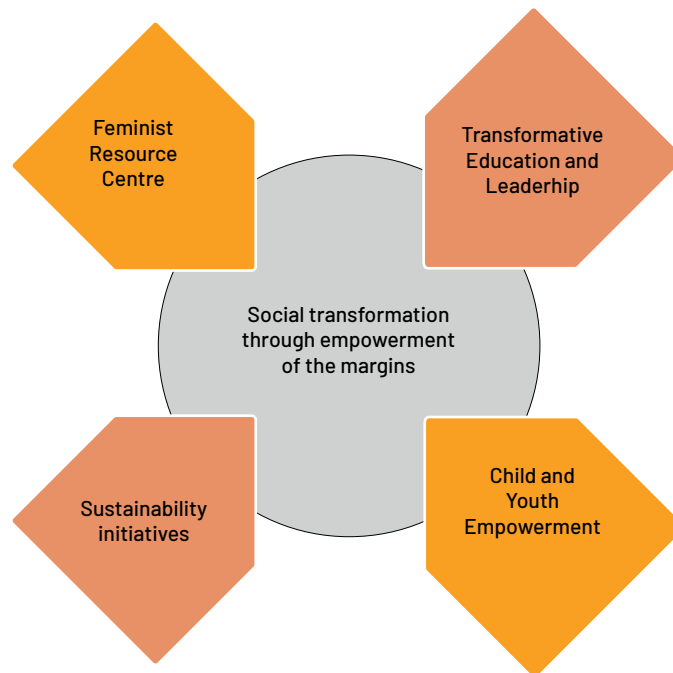 Feminist
Resource
Centre
Transformative
Education and
Leaderhip
Social transformation
through empowerment
of the margins
Sustainability
initiatives
Child and
Youth
Empowerment